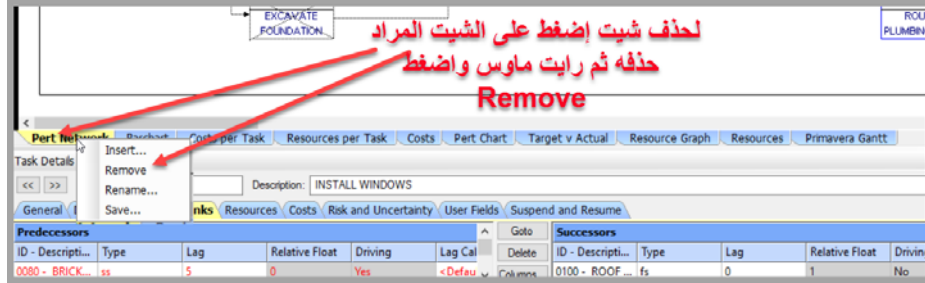 EXCAVATE
FOUNDATION
لحذف شيت إضغط على الشيت المراد
حذفه ثم رايت ماوس واضغط
Remove
Pert Network Barchart Costs per Task Resources per Task Costs Pert Chart Target v Actual Resource Graph Resources Primavera Gantt
Task Details
Insert...
Remove
Rename...
Save...
<< >> Description: INSTALL WINDOWS
General Resources Costs Risk and Uncertainty User Fields Suspend and Resume
Predecessors Goto Successors
ID - Descripti... Type Lag Relative Float Driving Lag Cal Delete ID - Descripti... Type Lag Relative Float Drivin
0080 - BRICK... ss 5 0 Yes <Defau Columns 0100 - ROOF ... fs 0 1 No